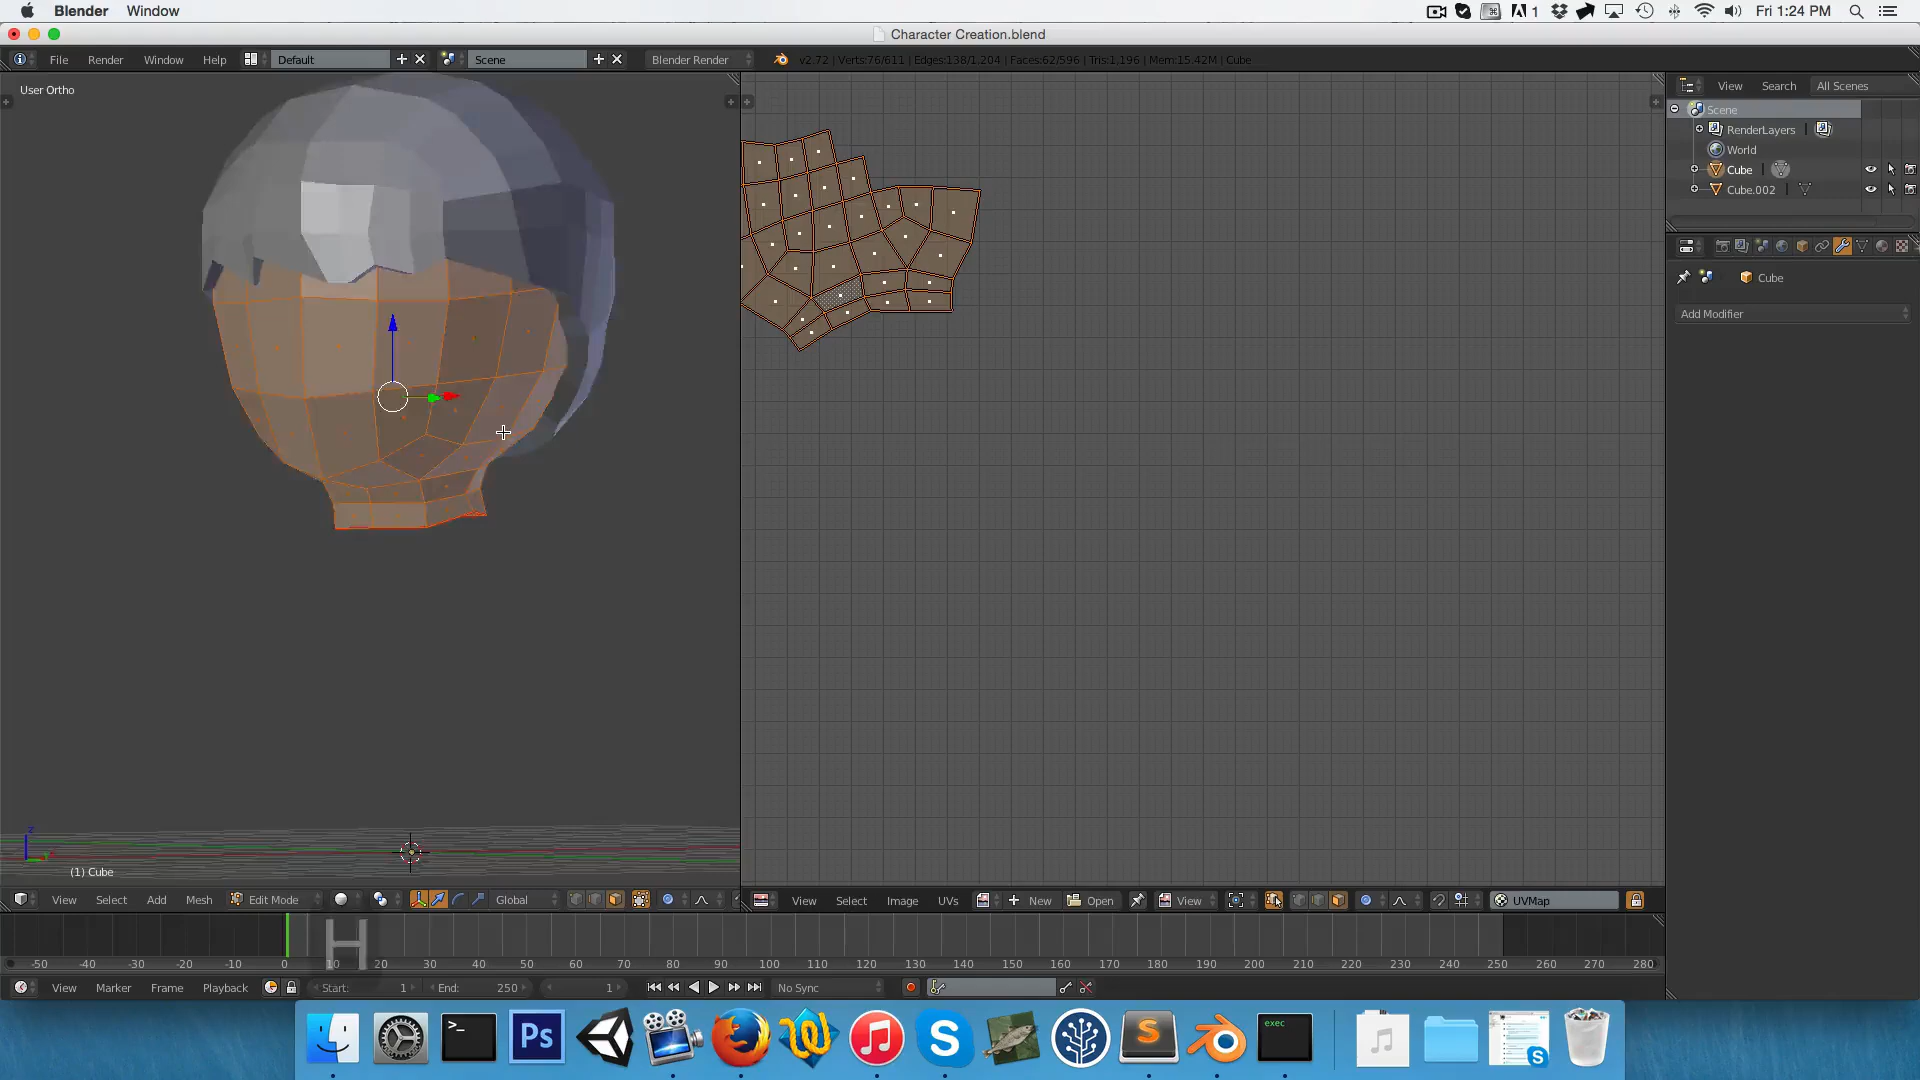 Blender Window 1 Fri 1:24 PM
Character Creation.blend
File Render Window Help Default Scene Blender Render v2.72 | Verts:76/611 | Edges:138/1,204 | Faces:62/596 | Tris:1,196 | Mem:15.42M | Cube
View Search All Scenes
User Ortho
Scene
RenderLayers
World
Cube
Cube.002
Cube
Add Modifier
z
(1) Cube
View Select Add Mesh Edit Mode Global View Select Image UVs New Open View UVMap
H
-50 -40 -30 -20 -10 0 10 20 30 40 50 60 70 80 90 100 110 120 130 140 150 160 170 180 190 200 210 220 230 240 250 260 270 280
View Marker Frame Playback Start: 1 End: 250 1 No Sync
>_ Ps S S exec S